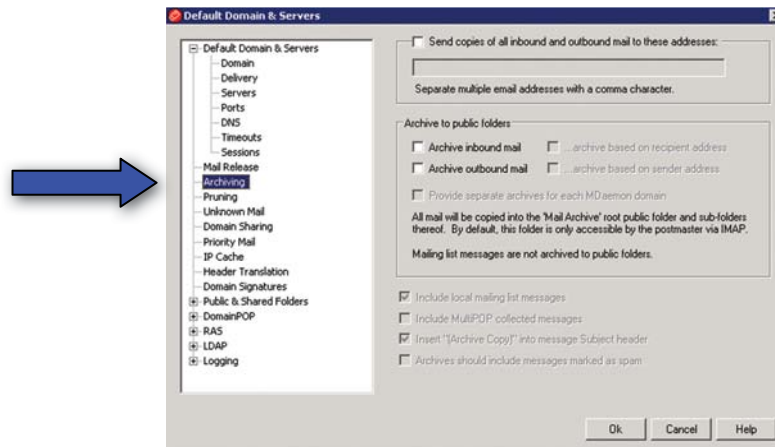 Default Domain & Servers
Default Domain & Servers
Domain
Delivery
Servers
Ports
DNS
Timeouts
Sessions
Mail Release
Archiving
Pruning
Unknown Mail
Domain Sharing
Priority Mail
IP Cache
Header Translation
Domain Signatures
Public & Shared Folders
DomainPOP
RAS
LDAP
Logging
Send copies of all inbound and outbound mail to these addresses:
Separate multiple email addresses with a comma character.
Archive to public folders
Archive inbound mail ...archive based on recipient address
Archive outbound mail ...archive based on sender address
Provide separate archives for each MDaemon domain
All mail will be copied into the 'Mail Archive' root public folder and sub-folders
thereof. By default, this folder is only accessible by the postmaster via IMAP.
Mailing list messages are not archived to public folders.
Include local mailing list messages
Include MultiPOP collected messages
Insert "(Archive Copy)" into message Subject header
Archives should include messages marked as spam
Ok Cancel Help